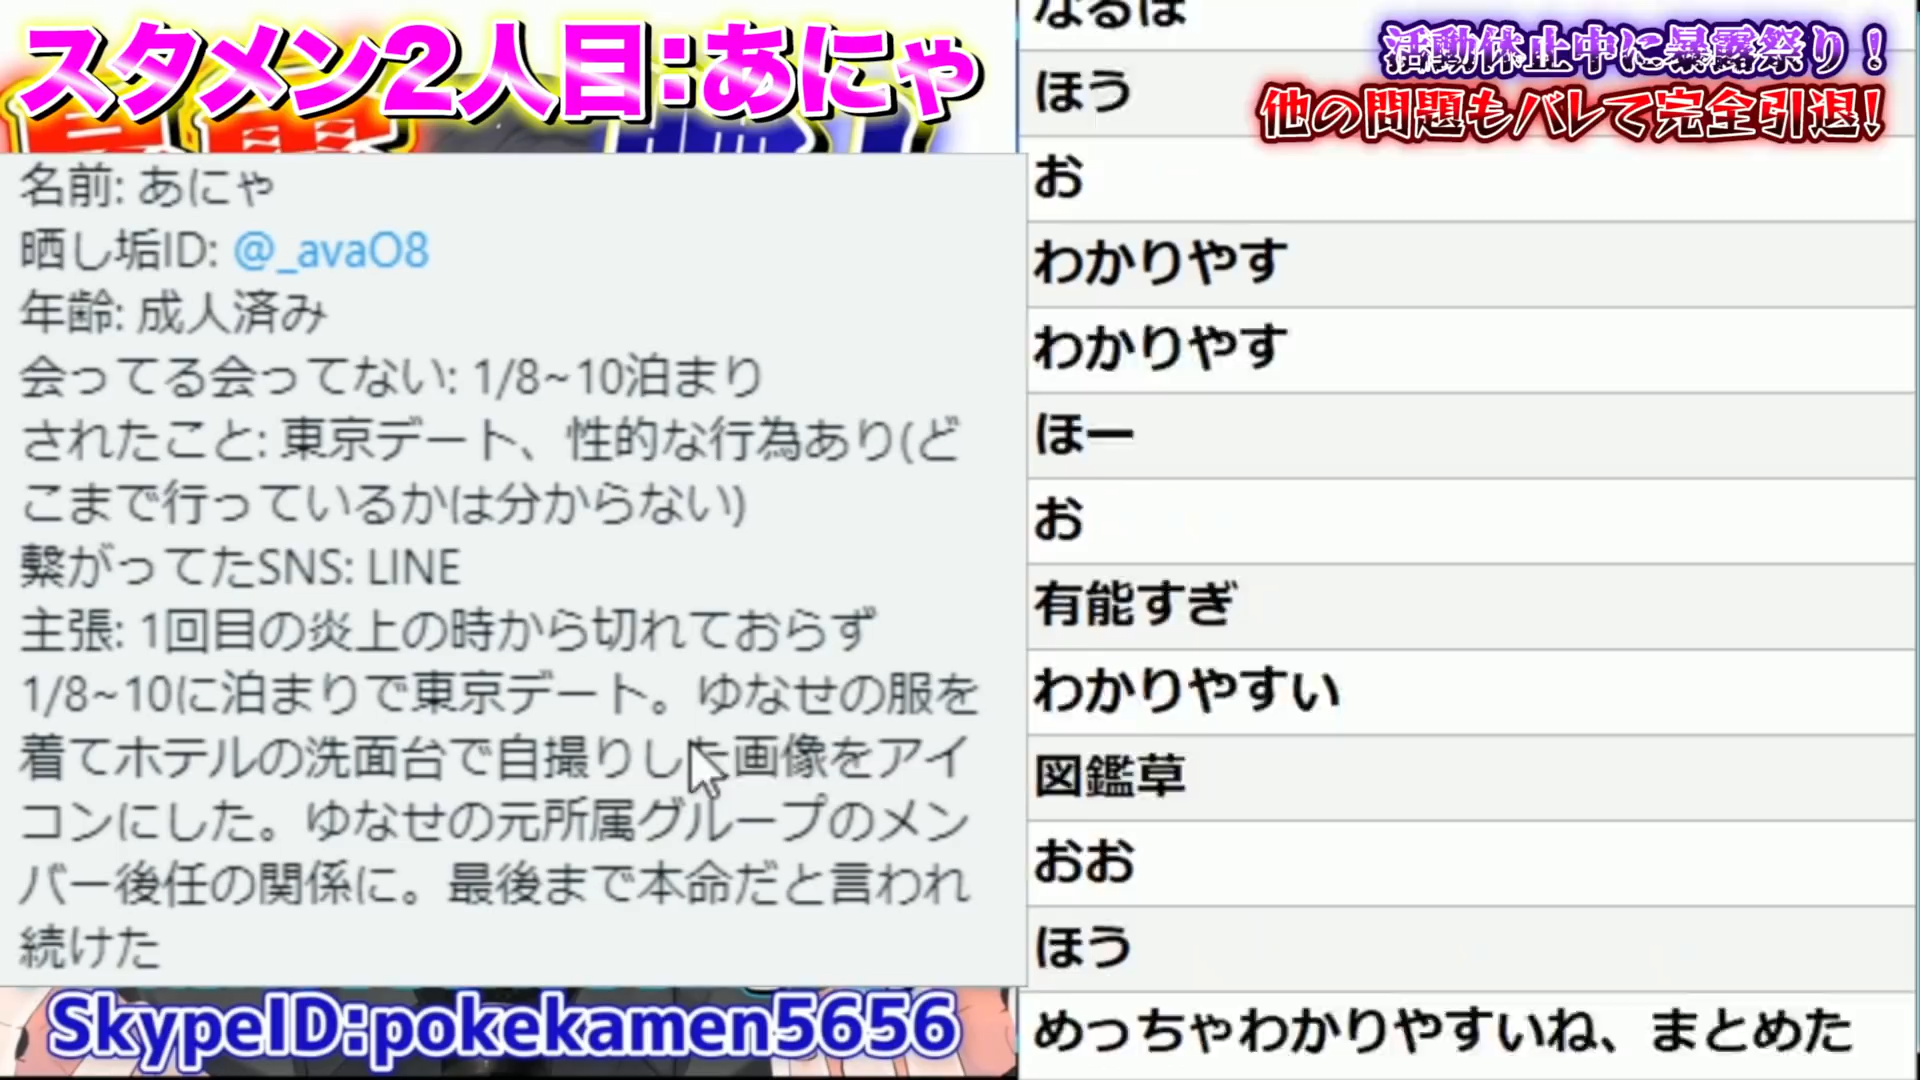 スタメン2人目:あにゃ
活動休止中に暴露祭り!
他の問題もバレて完全引退!
名前: あにゃ
晒し垢ID: @_avaO8
年齢: 成人済み
会ってる会ってない: 1/8~10泊まり
されたこと: 東京デート、性的な行為あり(ど
こまで行っているかは分からない)
繋がってたSNS: LINE
主張: 1回目の炎上の時から切れておらず
1/8~10に泊まりで東京デート。ゆなせの服を
着てホテルの洗面台で自撮りした画像をアイ
コンにした。ゆなせの元所属グループのメン
バー後任の関係に。最後まで本命だと言われ
続けた
SkypeID:pokekamen5656
なるほ
ほう
お
わかりやす
わかりやす
ほー
お
有能すぎ
わかりやすい
図鑑草
おお
ほう
めっちゃわかりやすいね、まとめた